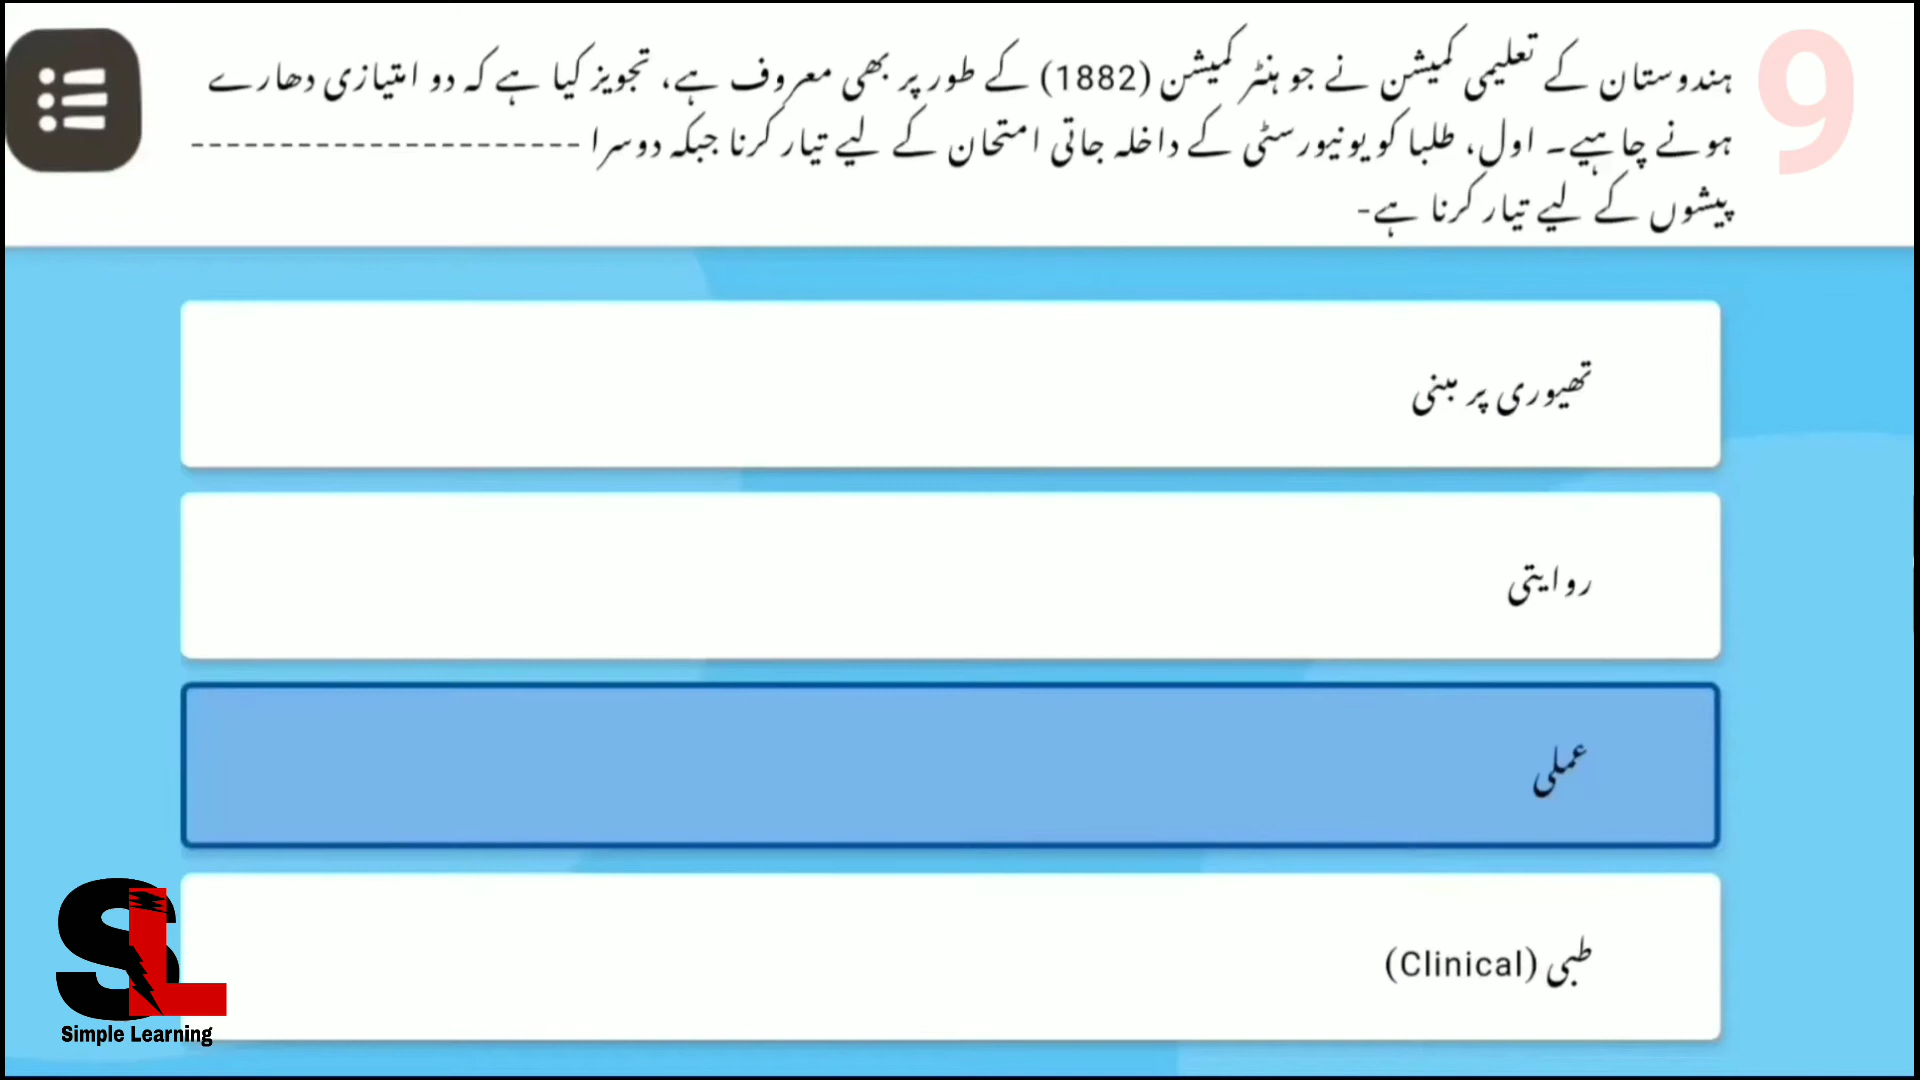 9
ہندوستان کے تعلیمی کمیشن نے جو ہنٹر کمیشن (1882) کے طور پر بھی معروف ہے، تجویز کیا ہے کہ دو امتیازی دھارے
ہونے چاہیے۔ اول، طلبا کو یونیورسٹی کے داخلہ جاتی امتحان کے لیے تیار کرنا جبکہ دوسرا ----------------------
پیشوں کے لیے تیار کرنا ہے-
تھیوری پر مبنی
روایتی
عملی
طبی (Clinical)
SL
Simple Learning